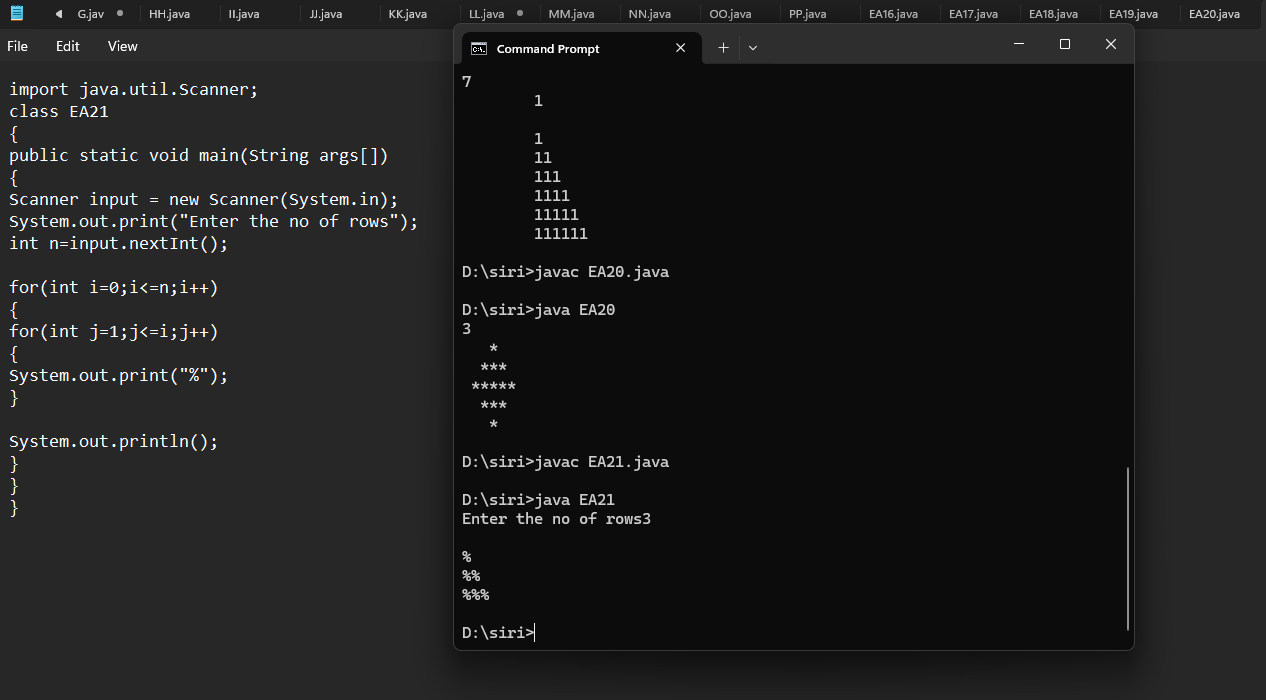 G.jav HH.java II.java JJ.java KK.java LL.java MM.java NN.java OO.java PP.java EA16.java EA17.java EA18.java EA19.java EA20.java
File Edit View
import java.util.Scanner;
class EA21
{
public static void main(String args[])
{
Scanner input = new Scanner(System.in);
System.out.print("Enter the no of rows");
int n=input.nextInt();
for(int i=0;i<=n;i++)
{
for(int j=1;j<=i;j++)
{
System.out.print("%");
}
System.out.println();
}
}
}
Command Prompt
7
1
1
11
111
1111
11111
111111
D:\siri>javac EA20.java
D:\siri>java EA20
3
*
***
*****
***
*
D:\siri>javac EA21.java
D:\siri>java EA21
Enter the no of rows3
%
%%
%%%
D:\siri>